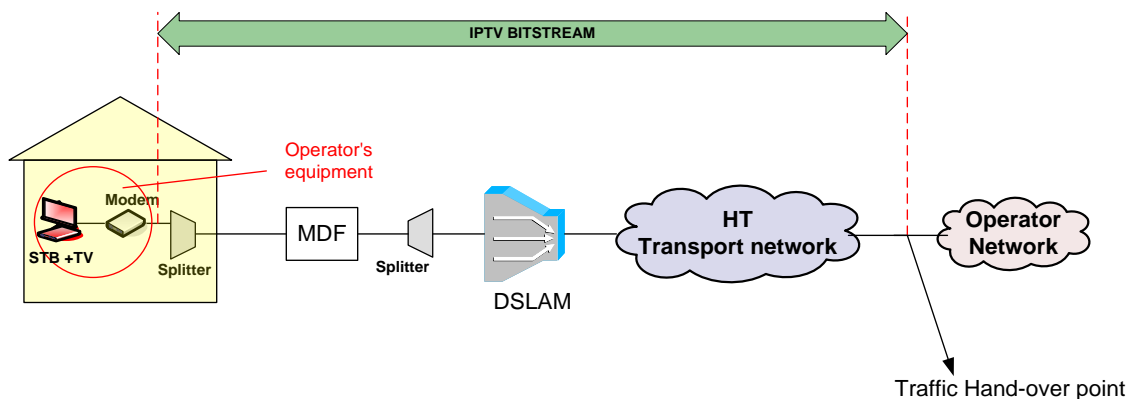 IPTV BITSTREAM
Operator's
equipment
Modem
STB +TV
Splitter
MDF
Splitter
DSLAM
HT
Transport network
Operator
Network
Traffic Hand-over point